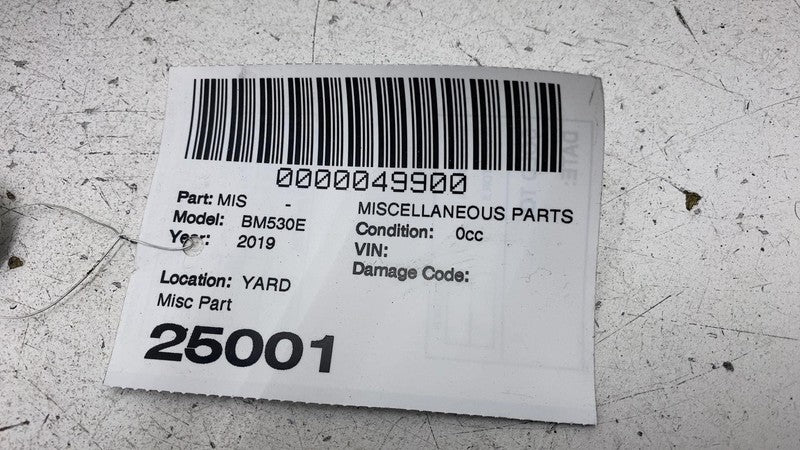 0000049900
Part: MIS - MISCELLANEOUS PARTS
Model: BM530E Condition: 0cc
Year: 2019 VIN:
Damage Code:
Location: YARD
Misc Part
25001